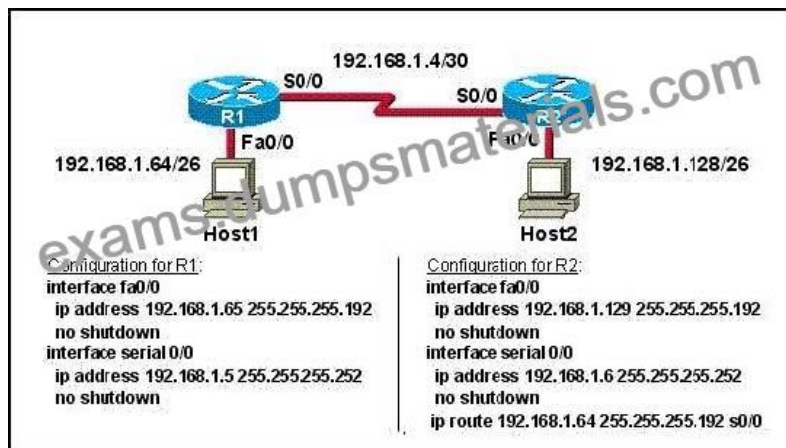 192.168.1.4/30
S0/0
S0/0
R1
R2
Fa0/0
Fa0/0
192.168.1.64/26
192.168.1.128/26
Host1
Host2
exams.dumpsmaterials.com
Configuration for R1:
interface fa0/0
ip address 192.168.1.65 255.255.255.192
no shutdown
interface serial 0/0
ip address 192.168.1.5 255.255.255.252
no shutdown
Configuration for R2:
interface fa0/0
ip address 192.168.1.129 255.255.255.192
no shutdown
interface serial 0/0
ip address 192.168.1.6 255.255.255.252
no shutdown
ip route 192.168.1.64 255.255.255.192 s0/0